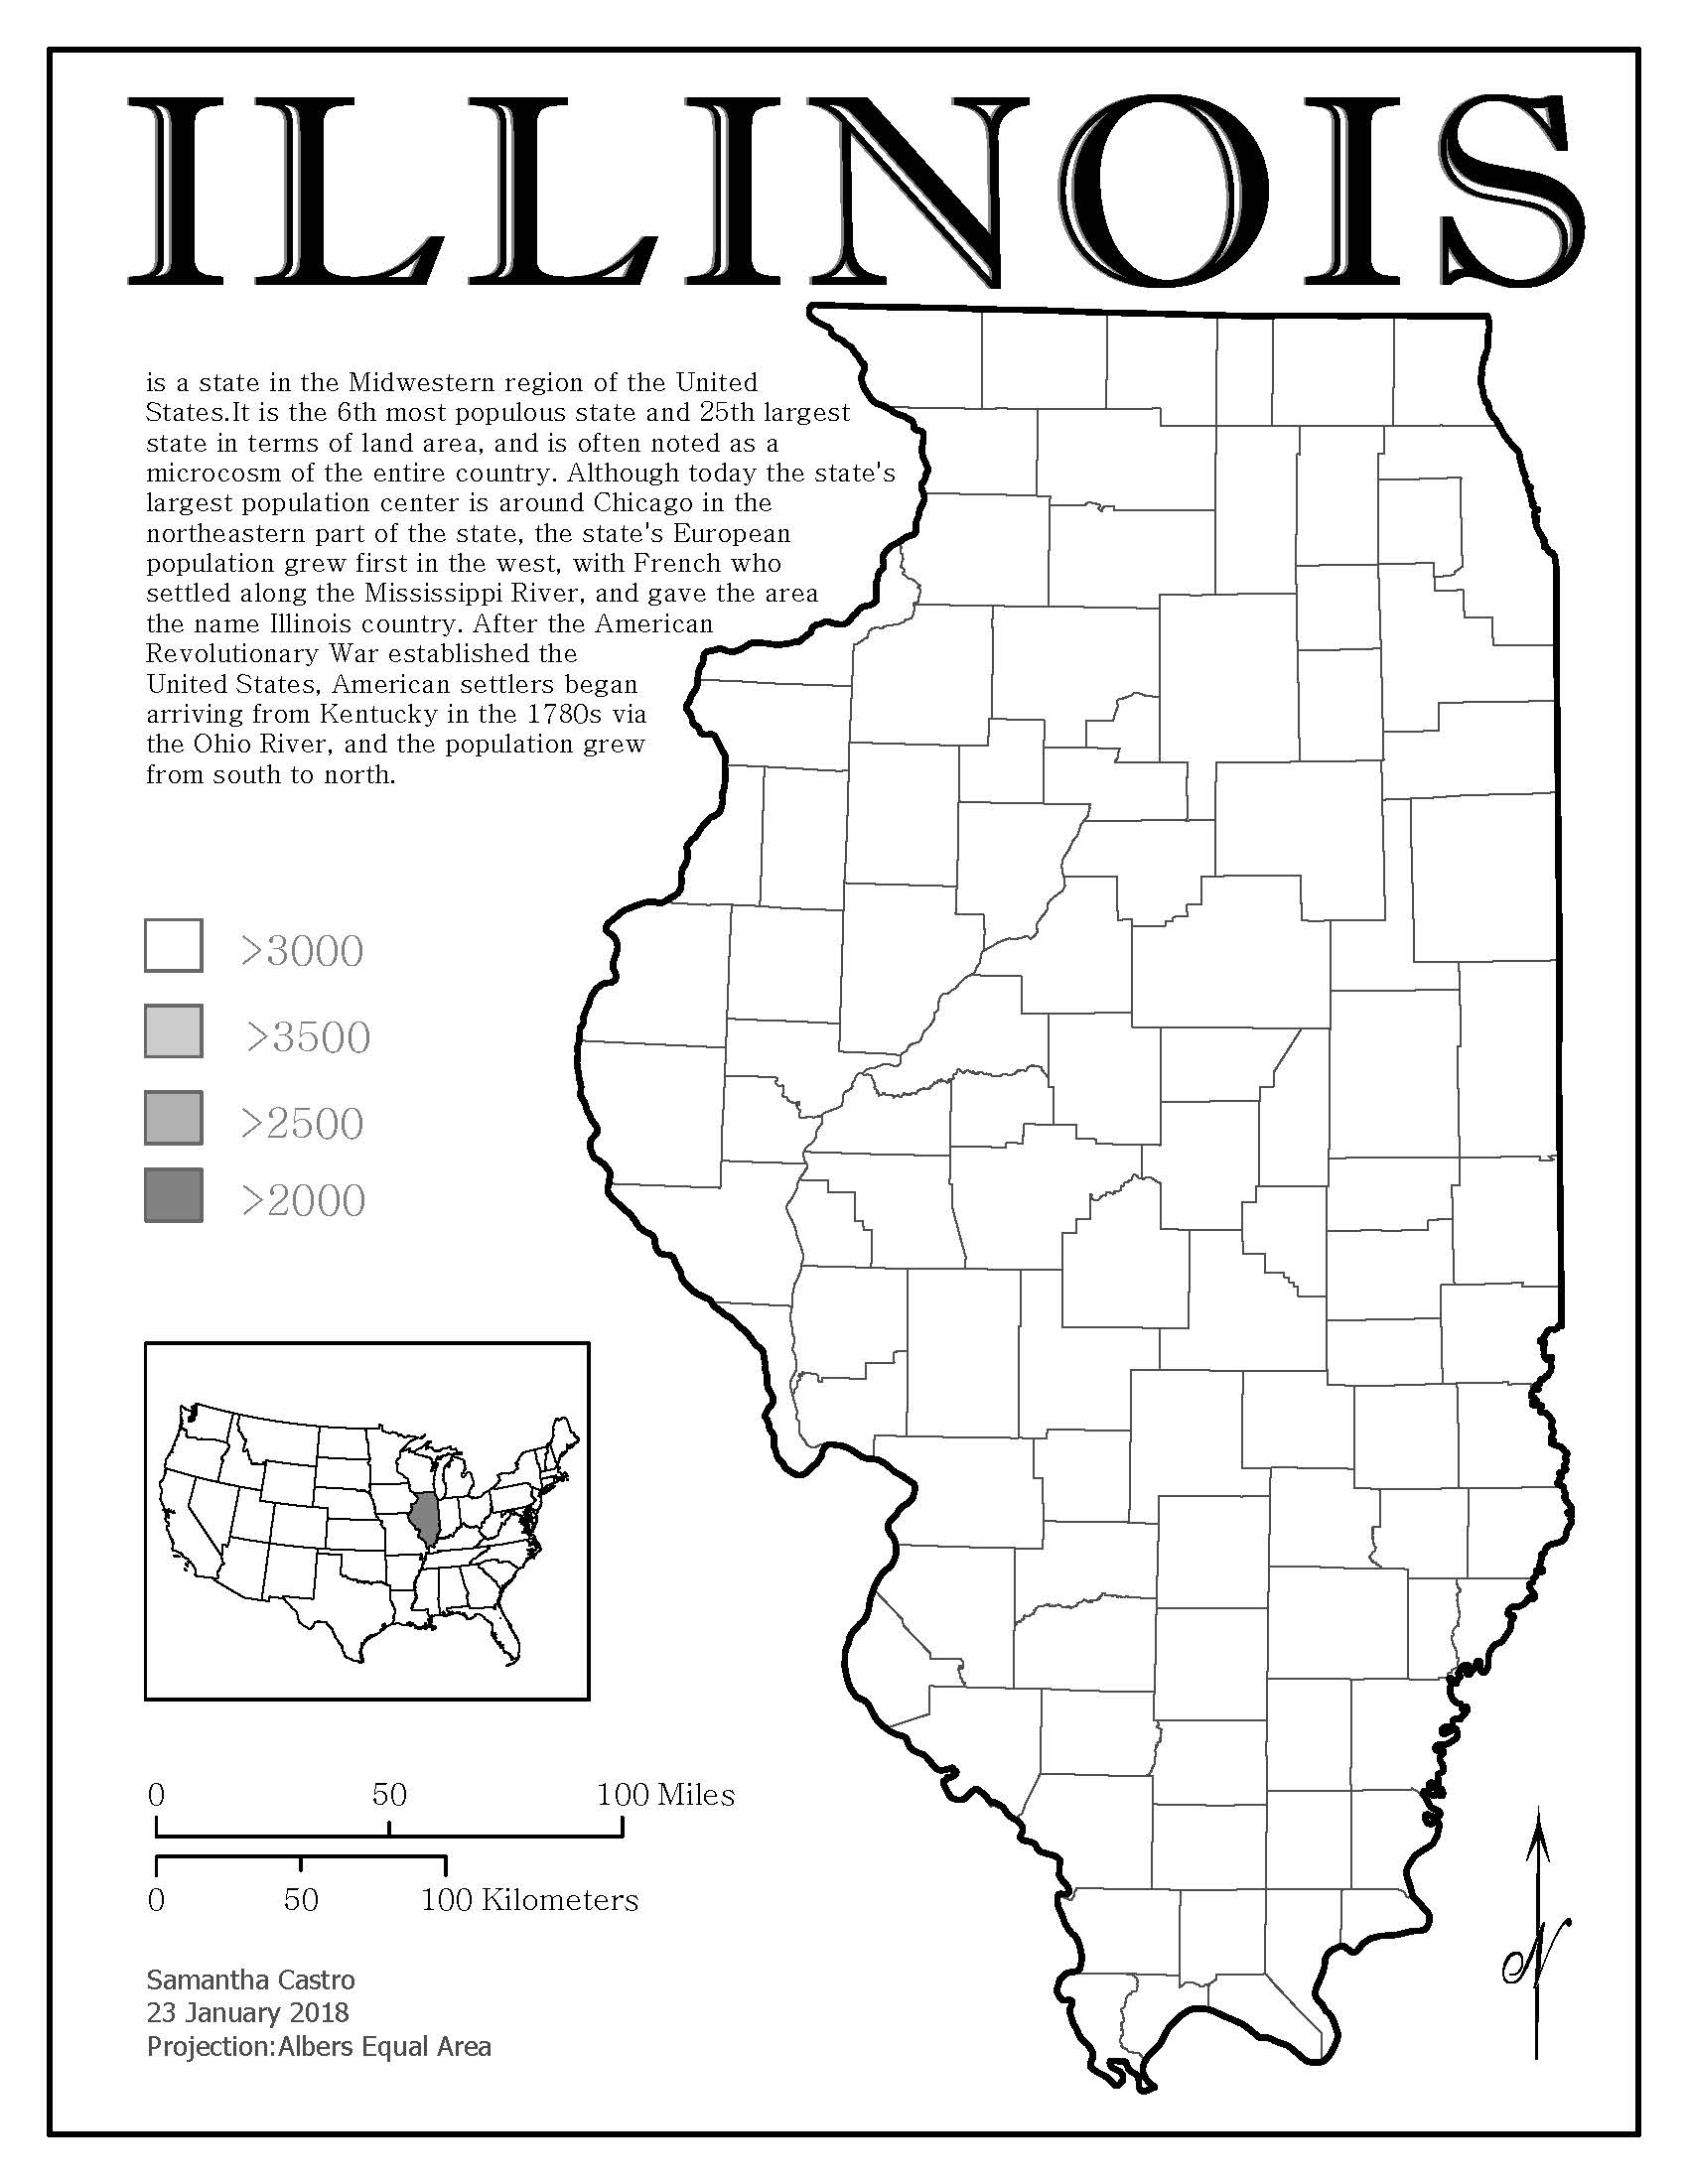 ILLINOIS
is a state in the Midwestern region of the United
States.It is the 6th most populous state and 25th largest
state in terms of land area, and is often noted as a
microcosm of the entire country. Although today the state's
largest population center is around Chicago in the
northeastern part of the state, the state's European
population grew first in the west, with French who
settled along the Mississippi River, and gave the area
the name Illinois country. After the American
Revolutionary War established the
United States, American settlers began
arriving from Kentucky in the 1780s via
the Ohio River, and the population grew
from south to north.
>3000
>3500
>2500
>2000
0 50 100 Miles
0 50 100 Kilometers
N
Samantha Castro
23 January 2018
Projection:Albers Equal Area